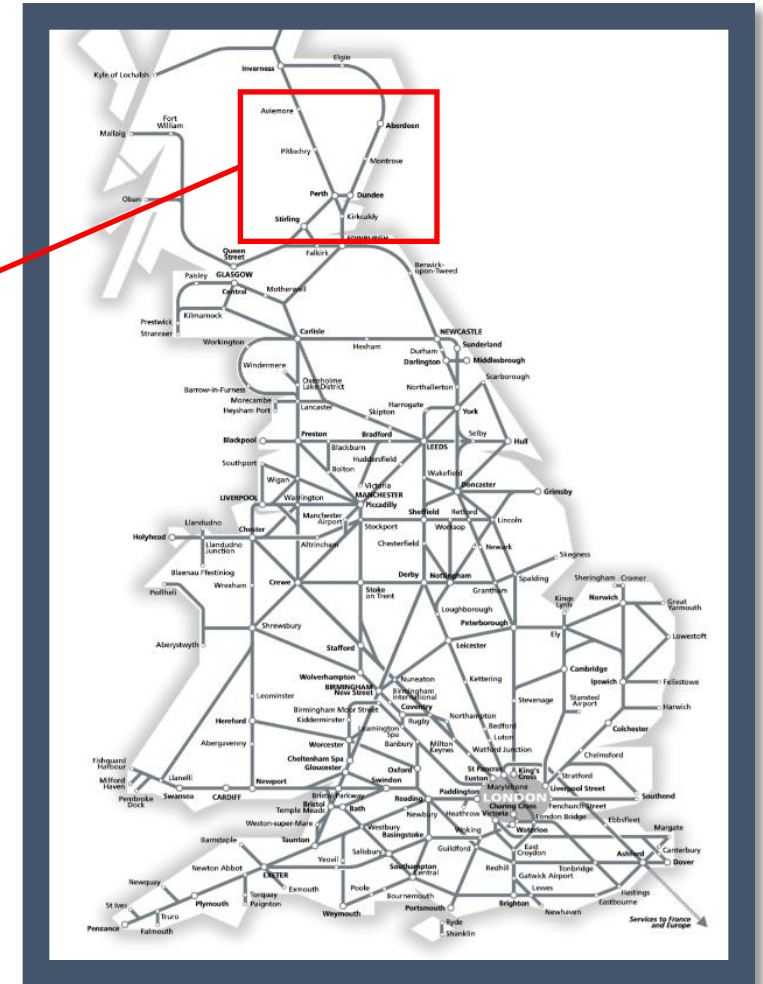 Elgin
Inverness
Kyle of Lochalsh
Aviemore
Fort
William
Mallaig
Aberdeen
Pitlochry
Montrose
Oban
Perth
Dundee
Stirling
Kirkcaldy
EDINBURGH
Queen
Street
Falkirk
Berwick-
upon-Tweed
Paisley
GLASGOW
Central
Motherwell
Prestwick
Stranraer
Kilmarnock
Carlisle
NEWCASTLE
Workington
Hexham
Sunderland
Durham
Darlington
Middlesbrough
Windermere
Oxenholme
Lake District
Scarborough
Barrow-in-Furness
Northallerton
Morecambe
Heysham Port
Lancaster
Harrogate
York
Skipton
Blackpool
Preston
Bradford
Selby
Hull
Blackburn
LEEDS
Huddersfield
Southport
Bolton
Wakefield
Wigan
Victoria
Doncaster
MANCHESTER
Piccadilly
LIVERPOOL
Warrington
Grimsby
Manchester
Airport
Sheffield
Retford
Lincoln
Llandudno
Stockport
Worksop
Holyhead
Chester
Llandudno
Junction
Altrincham
Chesterfield
Newark
Skegness
Blaenau Ffestiniog
Wrexham
Crewe
Stoke
on Trent
Derby
Nottingham
Grantham
Spalding
Sheringham
Cromer
Pwllheli
Kings
Lynn
Norwich
Great
Yarmouth
Loughborough
Peterborough
Ely
Shrewsbury
Lowestoft
Aberystwyth
Stafford
Leicester
Wolverhampton
Nuneaton
Kettering
Cambridge
BIRMINGHAM
New Street
Birmingham
International
Ipswich
Felixstowe
Leominster
Birmingham Moor Street
Coventry
Stevenage
Stansted
Airport
Harwich
Kidderminster
Rugby
Northampton
Hereford
Leamington
Spa
Bedford
Colchester
Worcester
Banbury
Milton
Keynes
Luton
Abergavenny
Watford Junction
Chelmsford
Cheltenham Spa
Gloucester
Oxford
St Pancras
King's
Cross
Euston
Stratford
Fishguard
Harbour
Llanelli
Newport
Swindon
Marylebone
Liverpool Street
Milford
Haven
Paddington
LONDON
Southend
Pembroke
Dock
Swansea
CARDIFF
Bristol Parkway
Bristol
Temple Meads
Bath
Reading
Charing Cross
Fenchurch Street
Newbury
Heathrow
Victoria
London Bridge
Ebbsfleet
Weston-super-Mare
Westbury
Basingstoke
Woking
Waterloo
Margate
Barnstaple
Taunton
Salisbury
Guildford
East
Croydon
Canterbury
Yeovil
Ashford
Dover
Newton Abbot
EXETER
Southampton
Central
Redhill
Tonbridge
Gatwick Airport
Newquay
Exmouth
Poole
Lewes
Hastings
Torquay
Paignton
Bournemouth
Eastbourne
St Ives
Plymouth
Weymouth
Portsmouth
Brighton
Newhaven
Truro
Ryde
Services to France
and Europe
Penzance
Falmouth
Shanklin